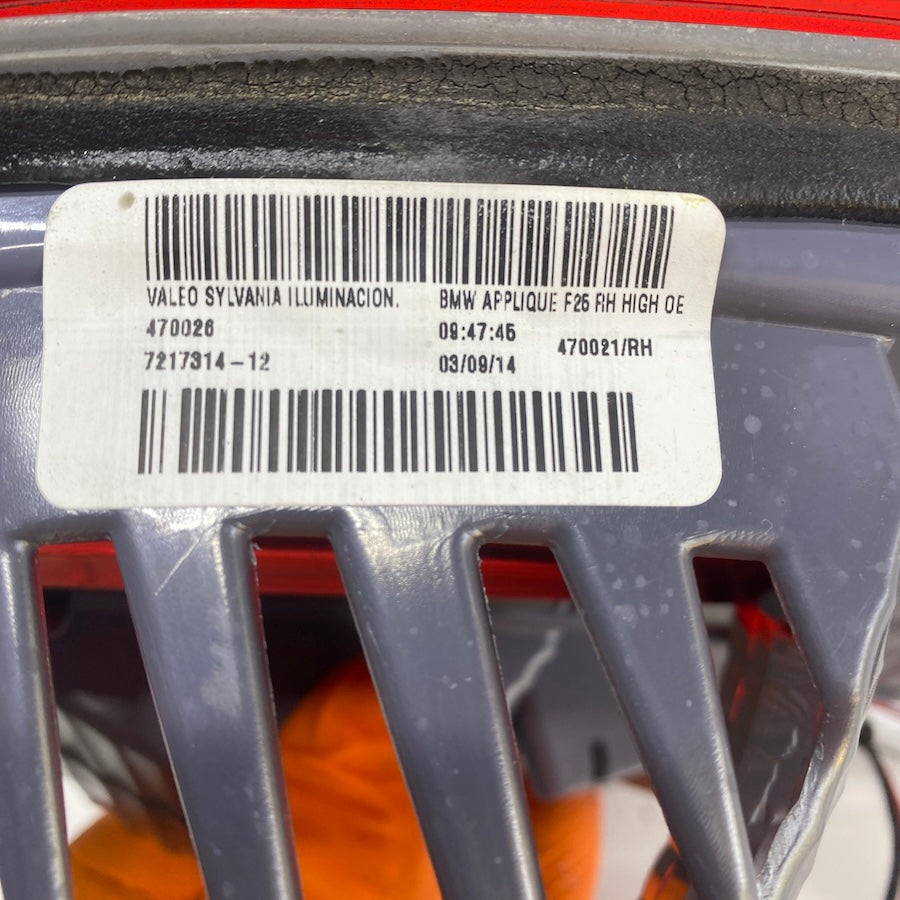 VALEO SYLVANIA ILUMINACION. BMW APPLIQUE F25 RH HIGH OE
470026 09:47:45 470021/RH
7217314-12 03/09/14